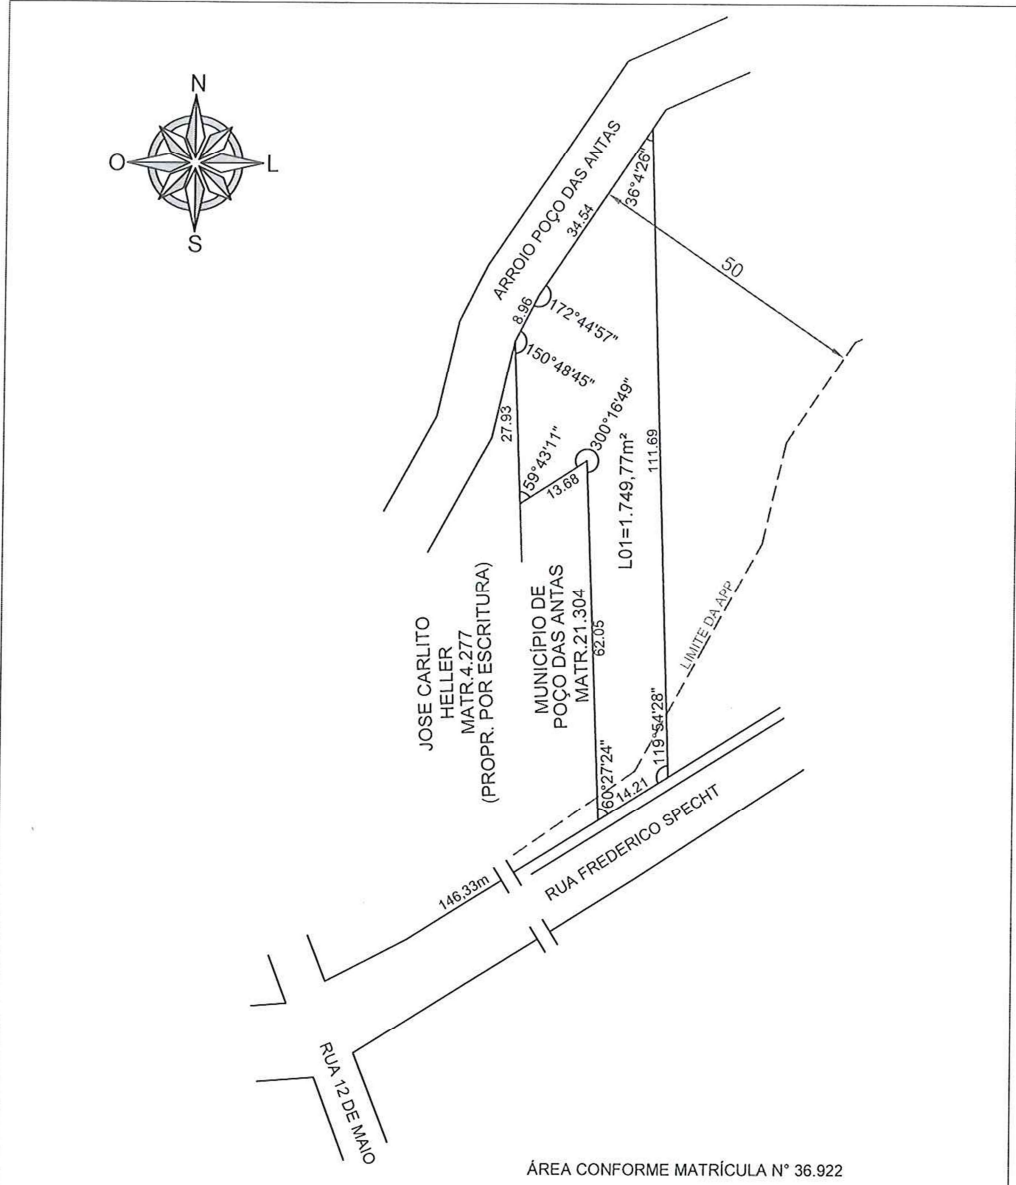 N
O
L
S
ARROIO POÇO DAS ANTAS
36°4'26"
34.54
50
8.96
172°44'57"
150°48'45"
27.93
59°43'11"
300°16'49"
13.68
L01=1.749,77m²
111.69
JOSE CARLITO
HELLER
MATR.4.277
(PROPR. POR ESCRITURA)
MUNICÍPIO DE
POÇO DAS ANTAS
MATR.21.304
62.05
LIMITE DA APP
60°27'24"
119°54'28"
14.21
RUA FREDERICO SPECHT
146,33m
RUA 12 DE MAIO
ÁREA CONFORME MATRÍCULA N° 36.922